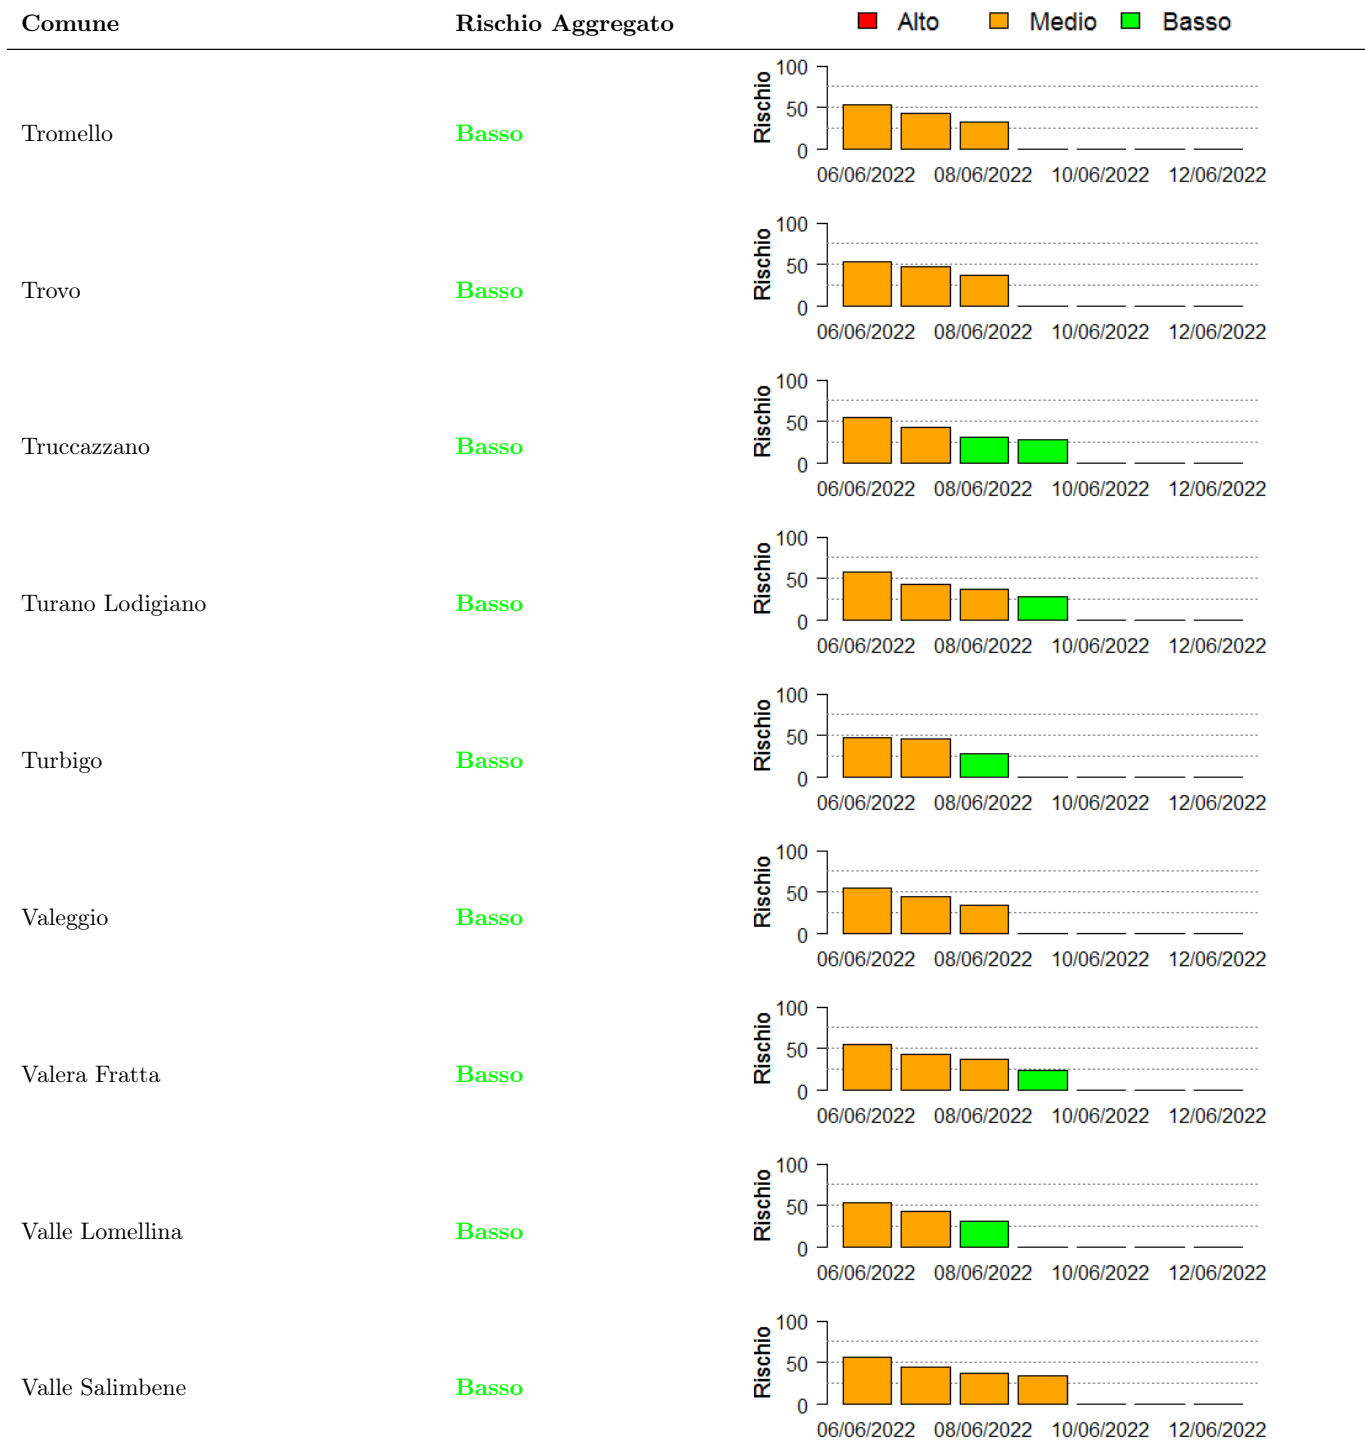 Comune Rischio Aggregato Alto Medio Basso
100
50
0
Rischio
Tromello Basso
06/06/2022 08/06/2022 10/06/2022 12/06/2022
100
50
0
Rischio
Trovo Basso
06/06/2022 08/06/2022 10/06/2022 12/06/2022
100
50
0
Rischio
Truccazzano Basso
06/06/2022 08/06/2022 10/06/2022 12/06/2022
100
50
0
Rischio
Turano Lodigiano Basso
06/06/2022 08/06/2022 10/06/2022 12/06/2022
100
50
0
Rischio
Turbigo Basso
06/06/2022 08/06/2022 10/06/2022 12/06/2022
100
50
0
Rischio
Valeggio Basso
06/06/2022 08/06/2022 10/06/2022 12/06/2022
100
50
0
Rischio
Valera Fratta Basso
06/06/2022 08/06/2022 10/06/2022 12/06/2022
100
50
0
Rischio
Valle Lomellina Basso
06/06/2022 08/06/2022 10/06/2022 12/06/2022
100
50
0
Rischio
Valle Salimbene Basso
06/06/2022 08/06/2022 10/06/2022 12/06/2022